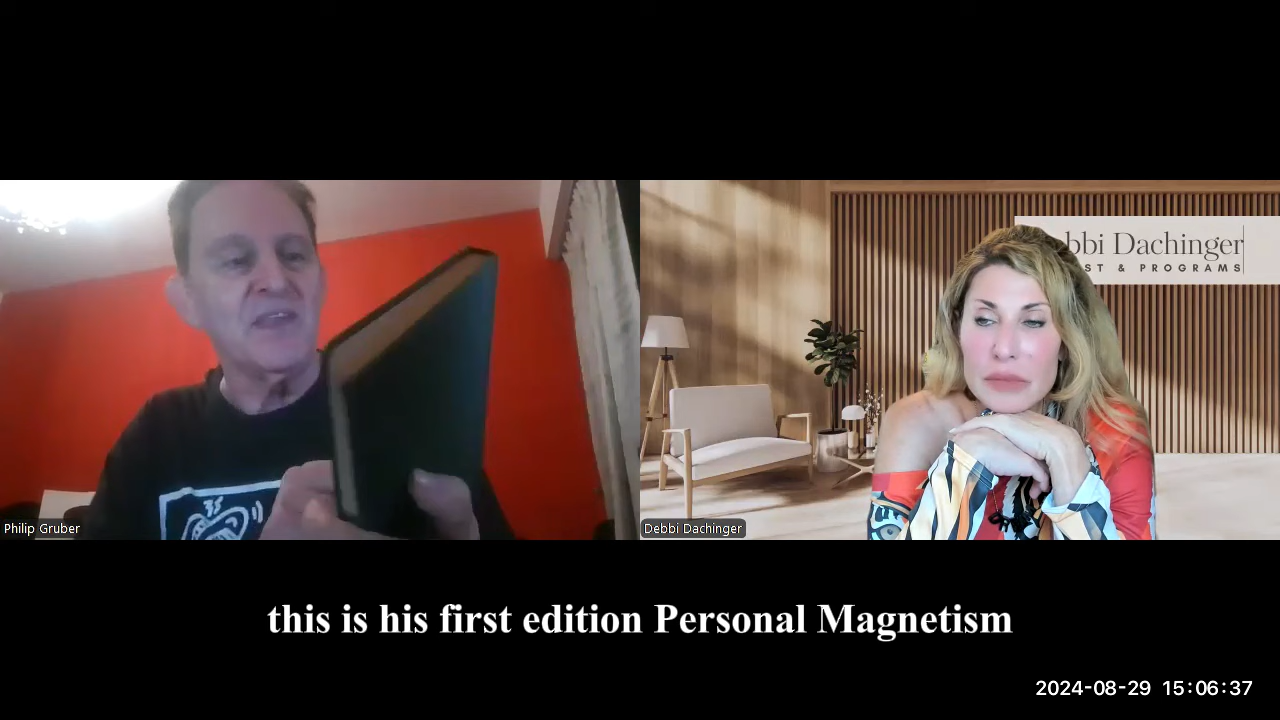 bbi Dachinger
ST & PROGRAMS
Philip Gruber
Debbi Dachinger
this is his first edition Personal Magnetism
2024-08-29 15:06:37